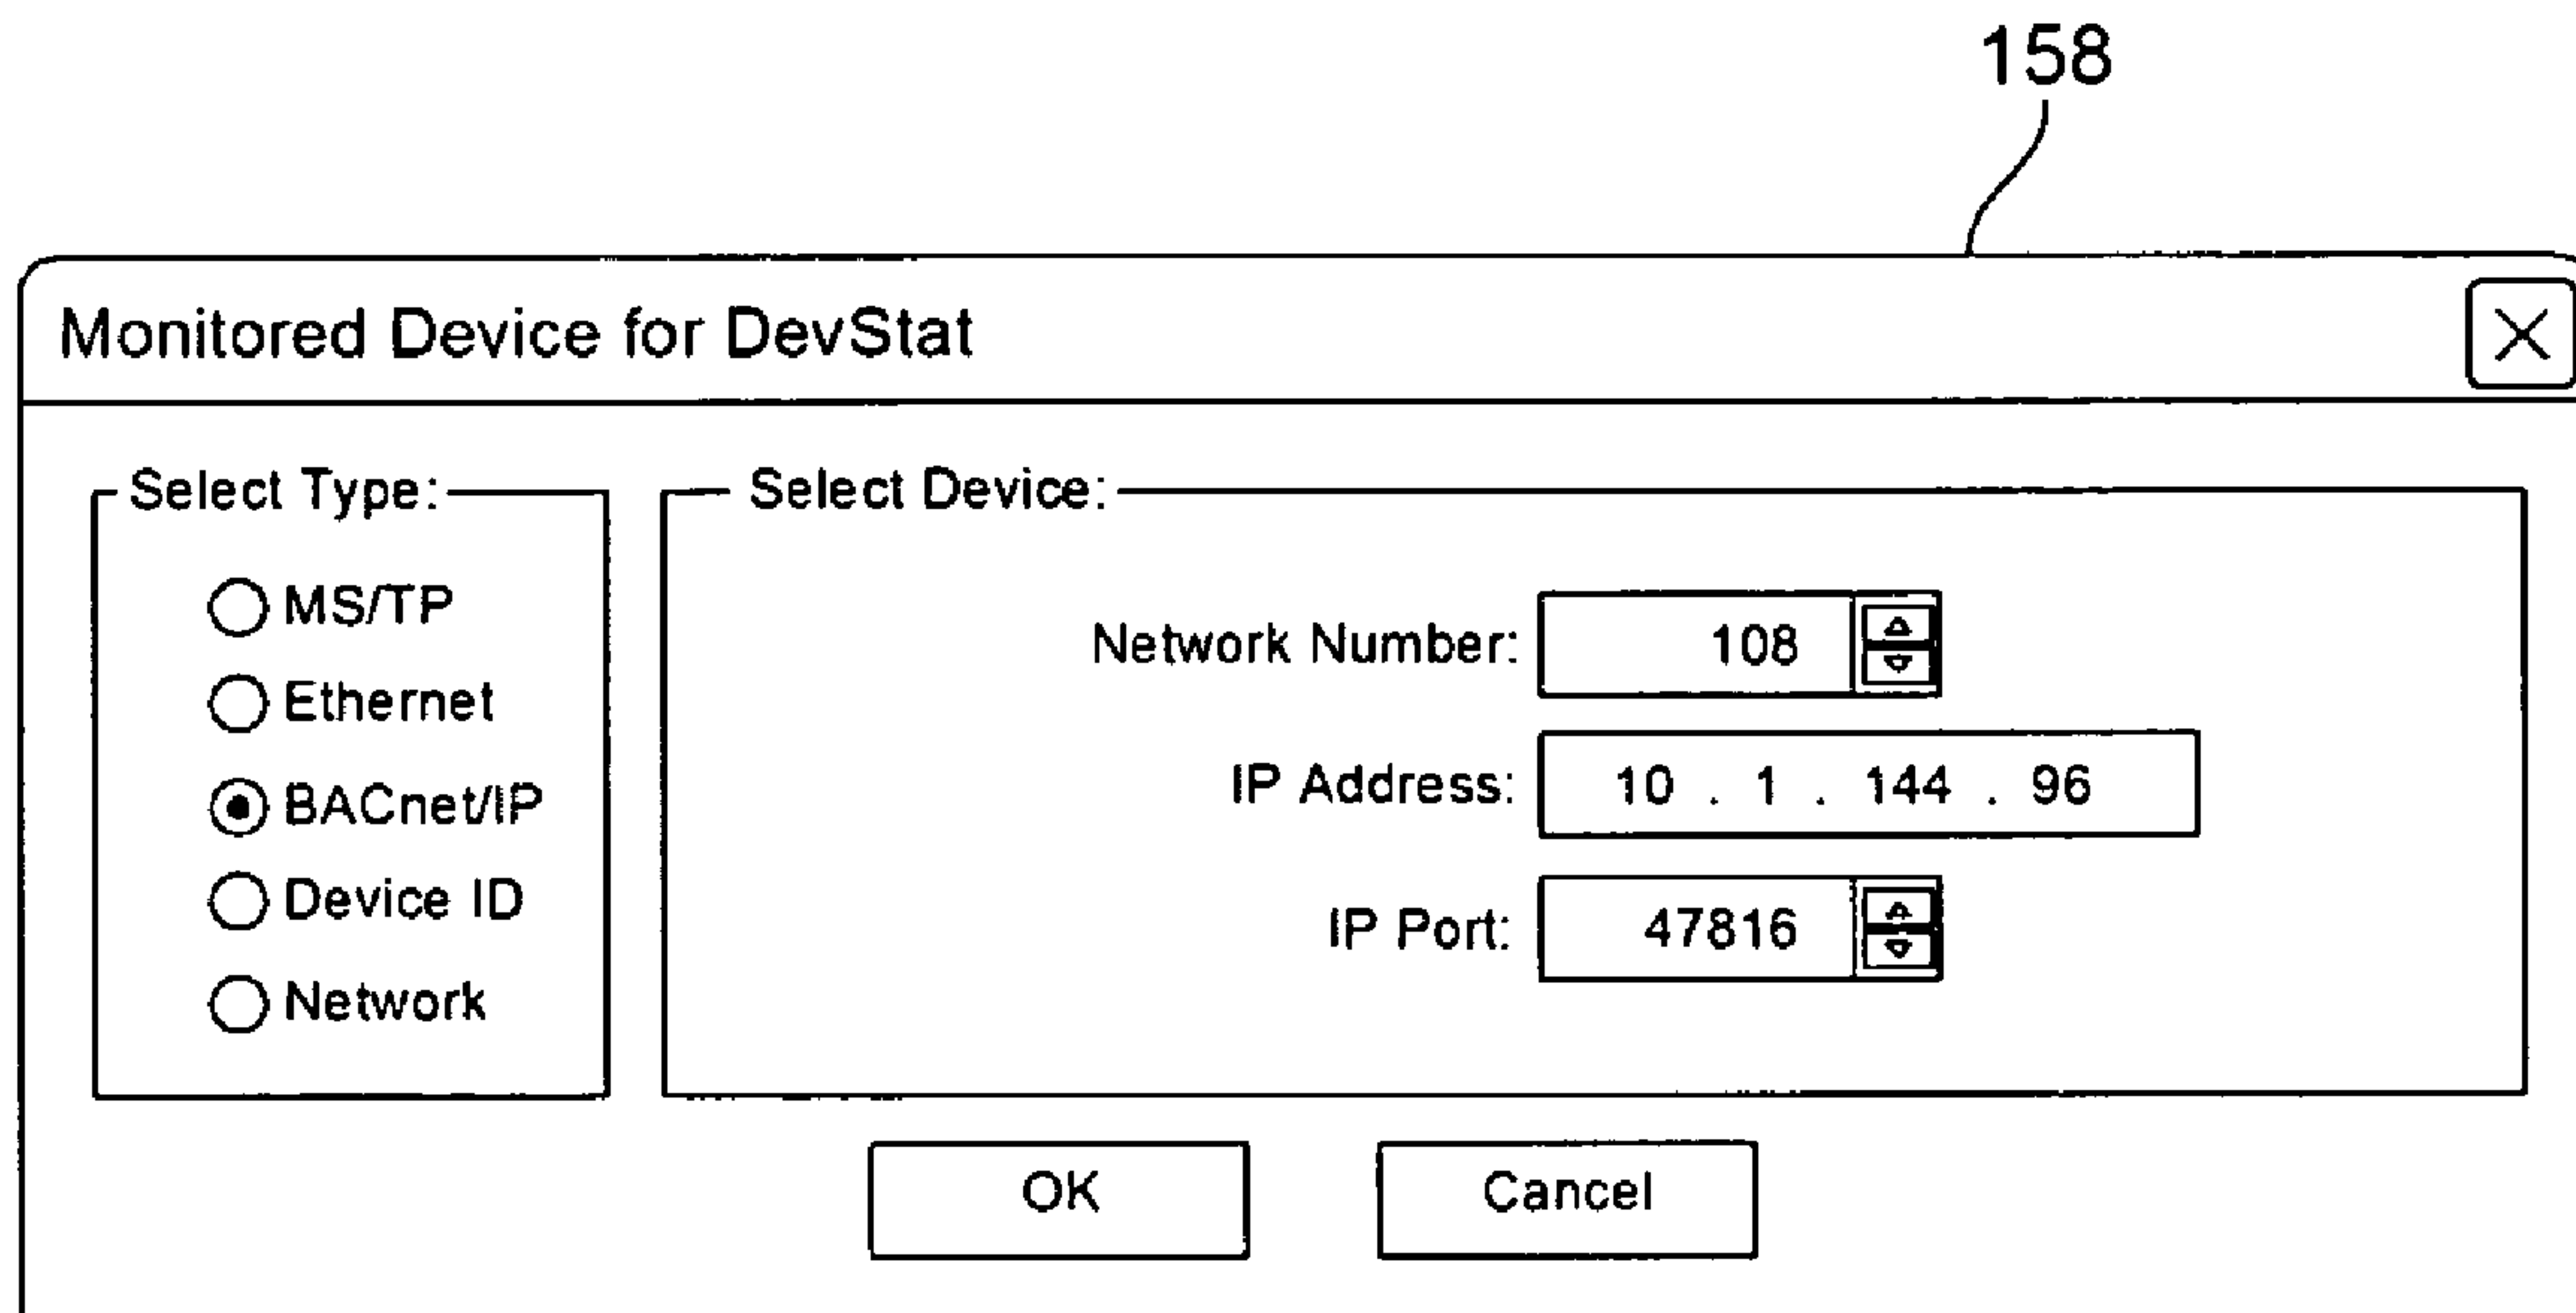 158
Monitored Device for DevStat
Select Type:
MS/TP
Ethernet
BACnet/IP
Device ID
Network
Select Device:
Network Number: 108
IP Address: 10 . 1 . 144 . 96
IP Port: 47816
OK
Cancel